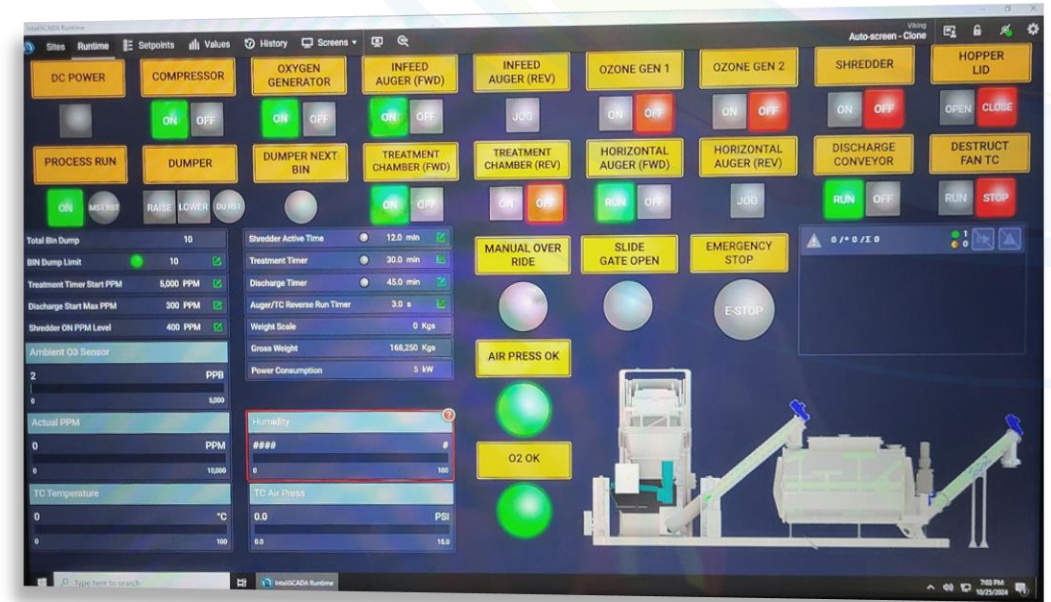 IntelliSCADA Runtime
Sites Runtime Setpoints Values History Screens
Viking
Auto-screen - Clone
DC POWER
COMPRESSOR
ON OFF
OXYGEN GENERATOR
ON OFF
INFEED AUGER (FWD)
ON OFF
INFEED AUGER (REV)
JOG
OZONE GEN 1
ON OFF
OZONE GEN 2
ON OFF
SHREDDER
ON OFF
HOPPER LID
OPEN CLOSE
PROCESS RUN
ON MST RST
DUMPER
RAISE LOWER DU RST
DUMPER NEXT BIN
TREATMENT CHAMBER (FWD)
ON OFF
TREATMENT CHAMBER (REV)
ON OFF
HORIZONTAL AUGER (FWD)
RUN OFF
HORIZONTAL AUGER (REV)
JOG
DISCHARGE CONVEYOR
RUN OFF
DESTRUCT FAN TC
RUN STOP
Total Bin Dump 10
BIN Dump Limit 10
Treatment Timer Start PPM 5,000 PPM
Discharge Start Max PPM 300 PPM
Shredder ON PPM Level 400 PPM
Ambient O3 Sensor
2 PPB
0 5,000
Actual PPM
0 PPM
0 10,000
TC Temperature
0 °C
0 100
Shredder Active Time 12.0 min
Treatment Timer 30.0 min
Discharge Timer 45.0 min
Auger/TC Reverse Run Timer 3.0 s
Weight Scale 0 Kgs
Gross Weight 168,250 Kgs
Power Consumption 5 kW
Humidity ?
#### #
0 100
TC Air Press
0.0 PSI
0.0 15.0
MANUAL OVER RIDE
SLIDE GATE OPEN
EMERGENCY STOP
E-STOP
AIR PRESS OK
O2 OK
0 /* 0 /Σ 0
1
0
Type here to search
IntelliSCADA Runtime
7:03 PM
10/25/2024